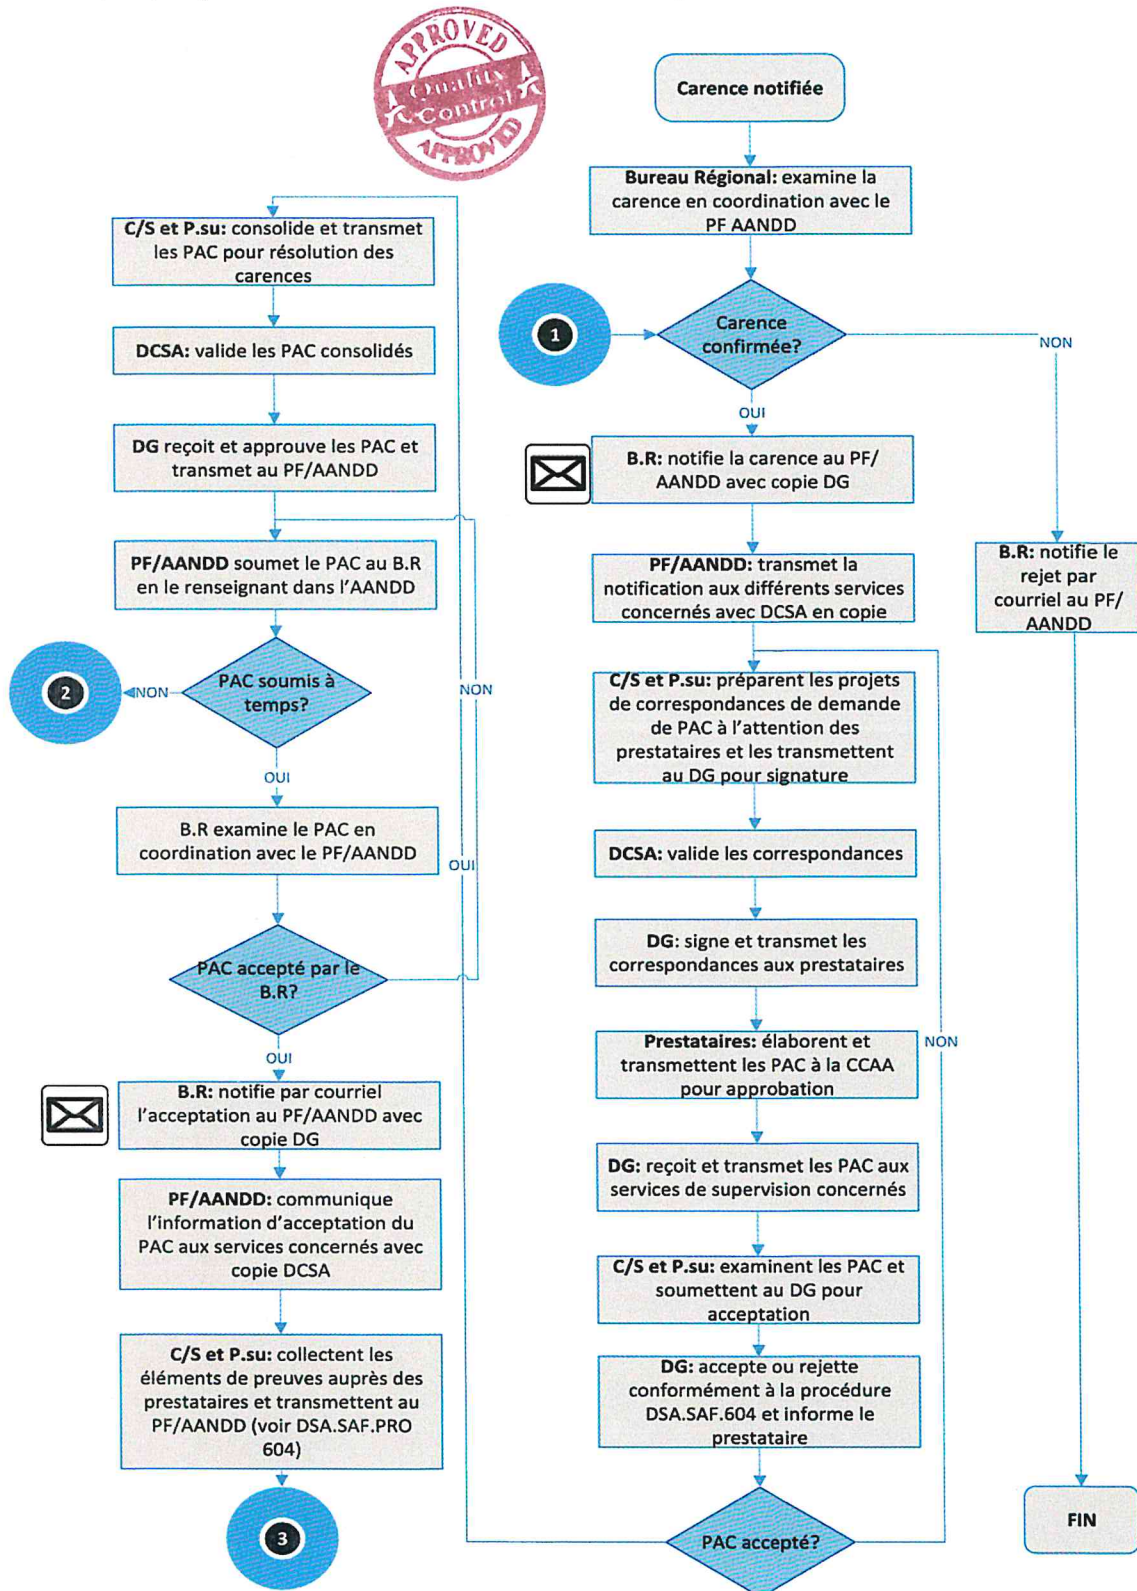 APPROVED
Quality
Control
APPROVED
Carence notifiée
Bureau Régional: examine la
carence en coordination avec le
PF AANDD
1
Carence
confirmée?
NON
OUI
B.R: notifie la carence au PF/
AANDD avec copie DG
B.R: notifie le
rejet par
courriel au PF/
AANDD
FIN
PF/AANDD: transmet la
notification aux différents services
concernés avec DCSA en copie
C/S et P.su: préparent les projets
de correspondances de demande
de PAC à l'attention des
prestataires et les transmettent
au DG pour signature
DCSA: valide les correspondances
DG: signe et transmet les
correspondances aux prestataires
Prestataires: élaborent et
transmettent les PAC à la CCAA
pour approbation
DG: reçoit et transmet les PAC aux
services de supervision concernés
C/S et P.su: examinent les PAC et
soumettent au DG pour
acceptation
DG: accepte ou rejette
conformément à la procédure
DSA.SAF.604 et informe le
prestataire
PAC accepté?
NON
OUI
C/S et P.su: consolide et transmet
les PAC pour résolution des
carences
DCSA: valide les PAC consolidés
DG reçoit et approuve les PAC et
transmet au PF/AANDD
PF/AANDD soumet le PAC au B.R
en le renseignant dans l'AANDD
PAC soumis à
temps?
NON
2
OUI
B.R examine le PAC en
coordination avec le PF/AANDD
PAC accepté par le
B.R?
NON
OUI
B.R: notifie par courriel
l'acceptation au PF/AANDD avec
copie DG
PF/AANDD: communique
l'information d'acceptation du
PAC aux services concernés avec
copie DCSA
C/S et P.su: collectent les
éléments de preuves auprès des
prestataires et transmettent au
PF/AANDD (voir DSA.SAF.PRO
604)
3